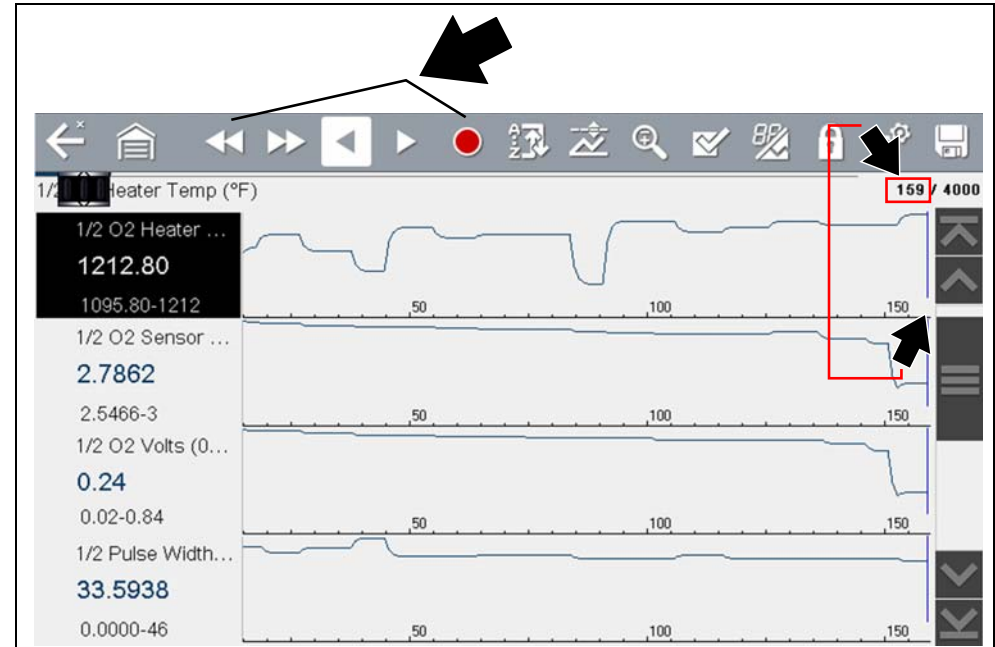 1/2 Heater Temp (°F)
159 / 4000
1/2 O2 Heater ...
1212.80
1095.80-1212
50 100 150
1/2 O2 Sensor ...
2.7862
2.5466-3
50 100 150
1/2 O2 Volts (0...
0.24
0.02-0.84
50 100 150
1/2 Pulse Width...
33.5938
0.0000-46
50 100 150